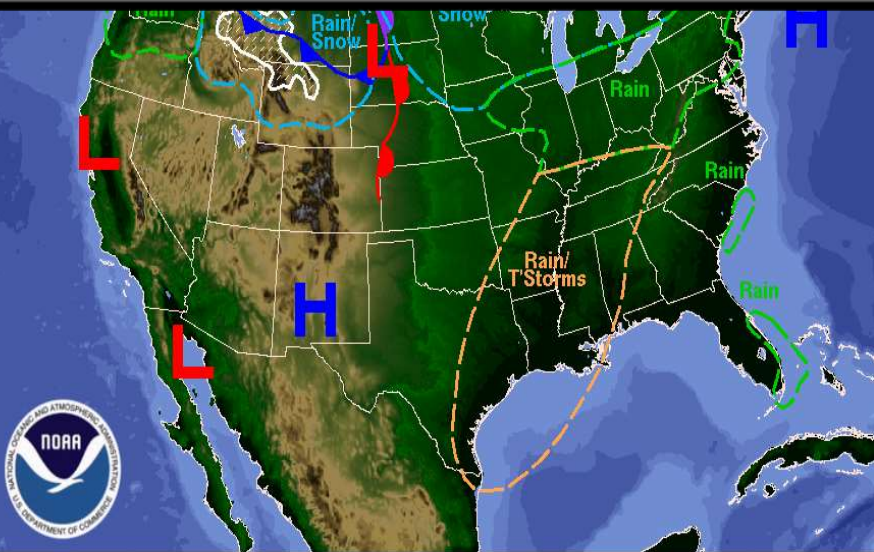 Rain
Rain/
Snow
Snow
L
H
Rain
L
Rain
Rain/
T'Storms
Rain
H
L
NATIONAL OCEANIC AND ATMOSPHERIC ADMINISTRATION
NOAA
U.S. DEPARTMENT OF COMMERCE